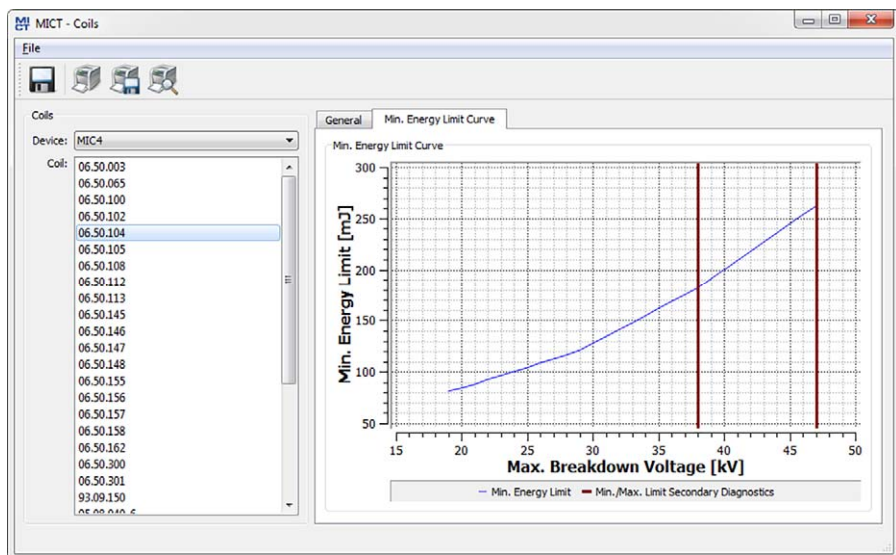 MICT - Coils
File
Coils
Device: MIC4
Coil:
06.50.003
06.50.065
06.50.100
06.50.102
06.50.104
06.50.105
06.50.108
06.50.112
06.50.113
06.50.145
06.50.146
06.50.147
06.50.148
06.50.155
06.50.156
06.50.157
06.50.158
06.50.162
06.50.300
06.50.301
93.09.150
General Min. Energy Limit Curve
Min. Energy Limit Curve
Min. Energy Limit [mJ]
300
250
200
150
100
50
15 20 25 30 35 40 45 50
Max. Breakdown Voltage [kV]
Min. Energy Limit Min./Max. Limit Secondary Diagnostics